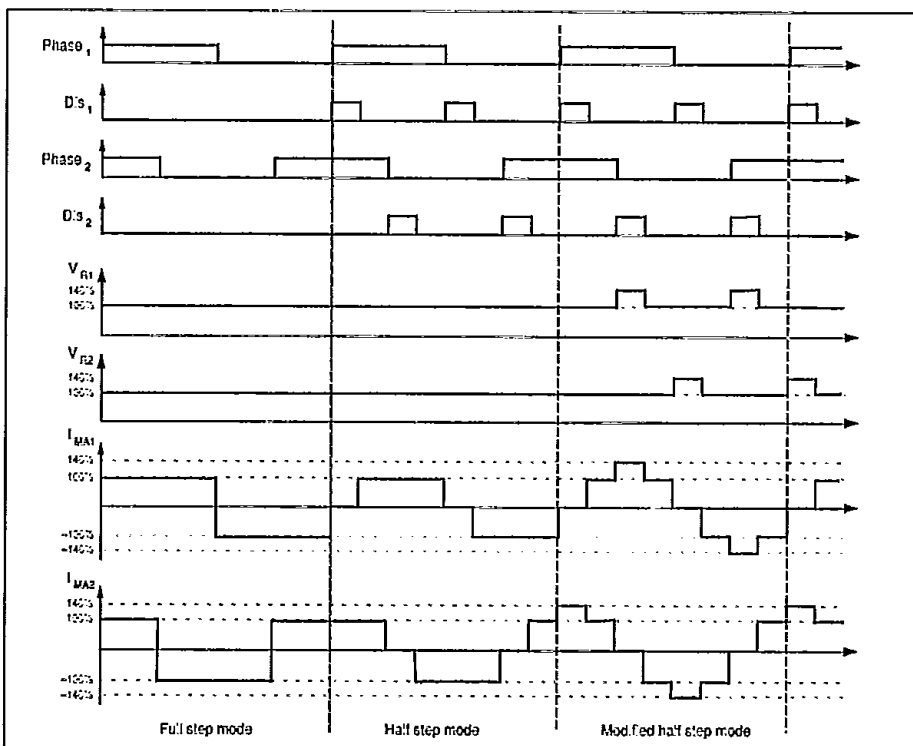 Phase 1
Dis 1
Phase 2
Dis 2
V R1
140%
100%
V R2
140%
100%
I MA1
140%
100%
–100%
–140%
I MA2
140%
100%
–100%
–140%
Full step mode
Half step mode
Modified half step mode